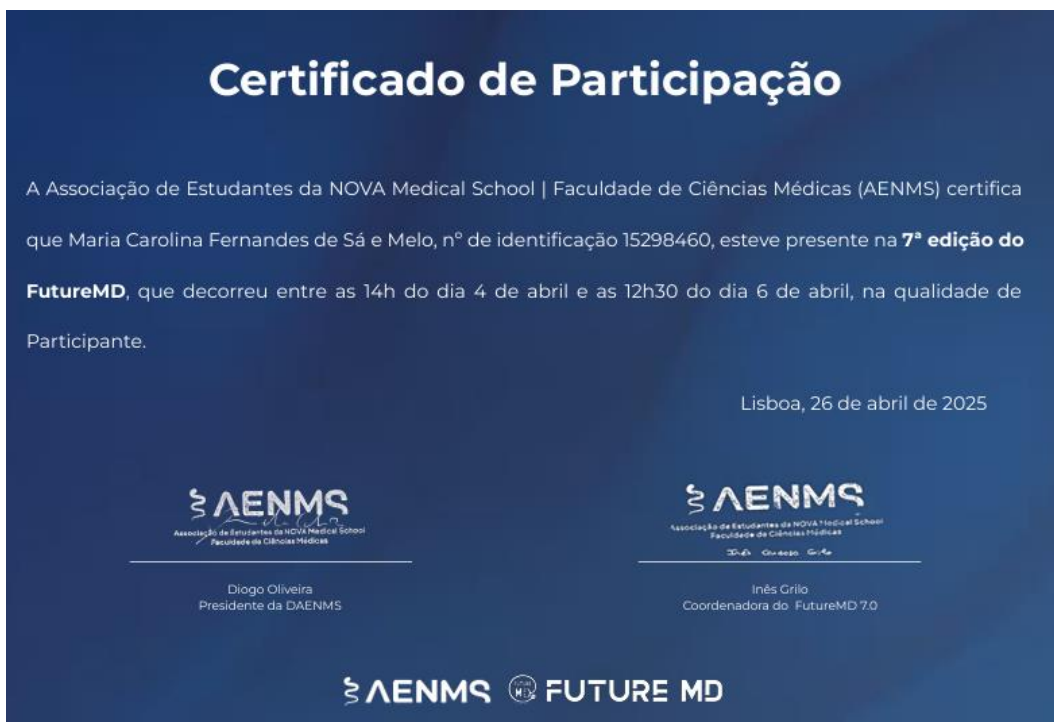 Certificado de Participação
A Associação de Estudantes da NOVA Medical School | Faculdade de Ciências Médicas (AENMS) certifica
que Maria Carolina Fernandes de Sá e Melo, nº de identificação 15298460, esteve presente na 7ª edição do
FutureMD, que decorreu entre as 14h do dia 4 de abril e as 12h30 do dia 6 de abril, na qualidade de
Participante.
Lisboa, 26 de abril de 2025
AENMS
Associação de Estudantes da NOVA Medical School
Faculdade de Ciências Médicas
Diogo Oliveira
Presidente da DAENMS
AENMS
Associação de Estudantes da NOVA Medical School
Faculdade de Ciências Médicas
Inês Cardoso Grilo
Inês Grilo
Coordenadora do FutureMD 7.0
AENMS FUTURE MD FUTURE MD